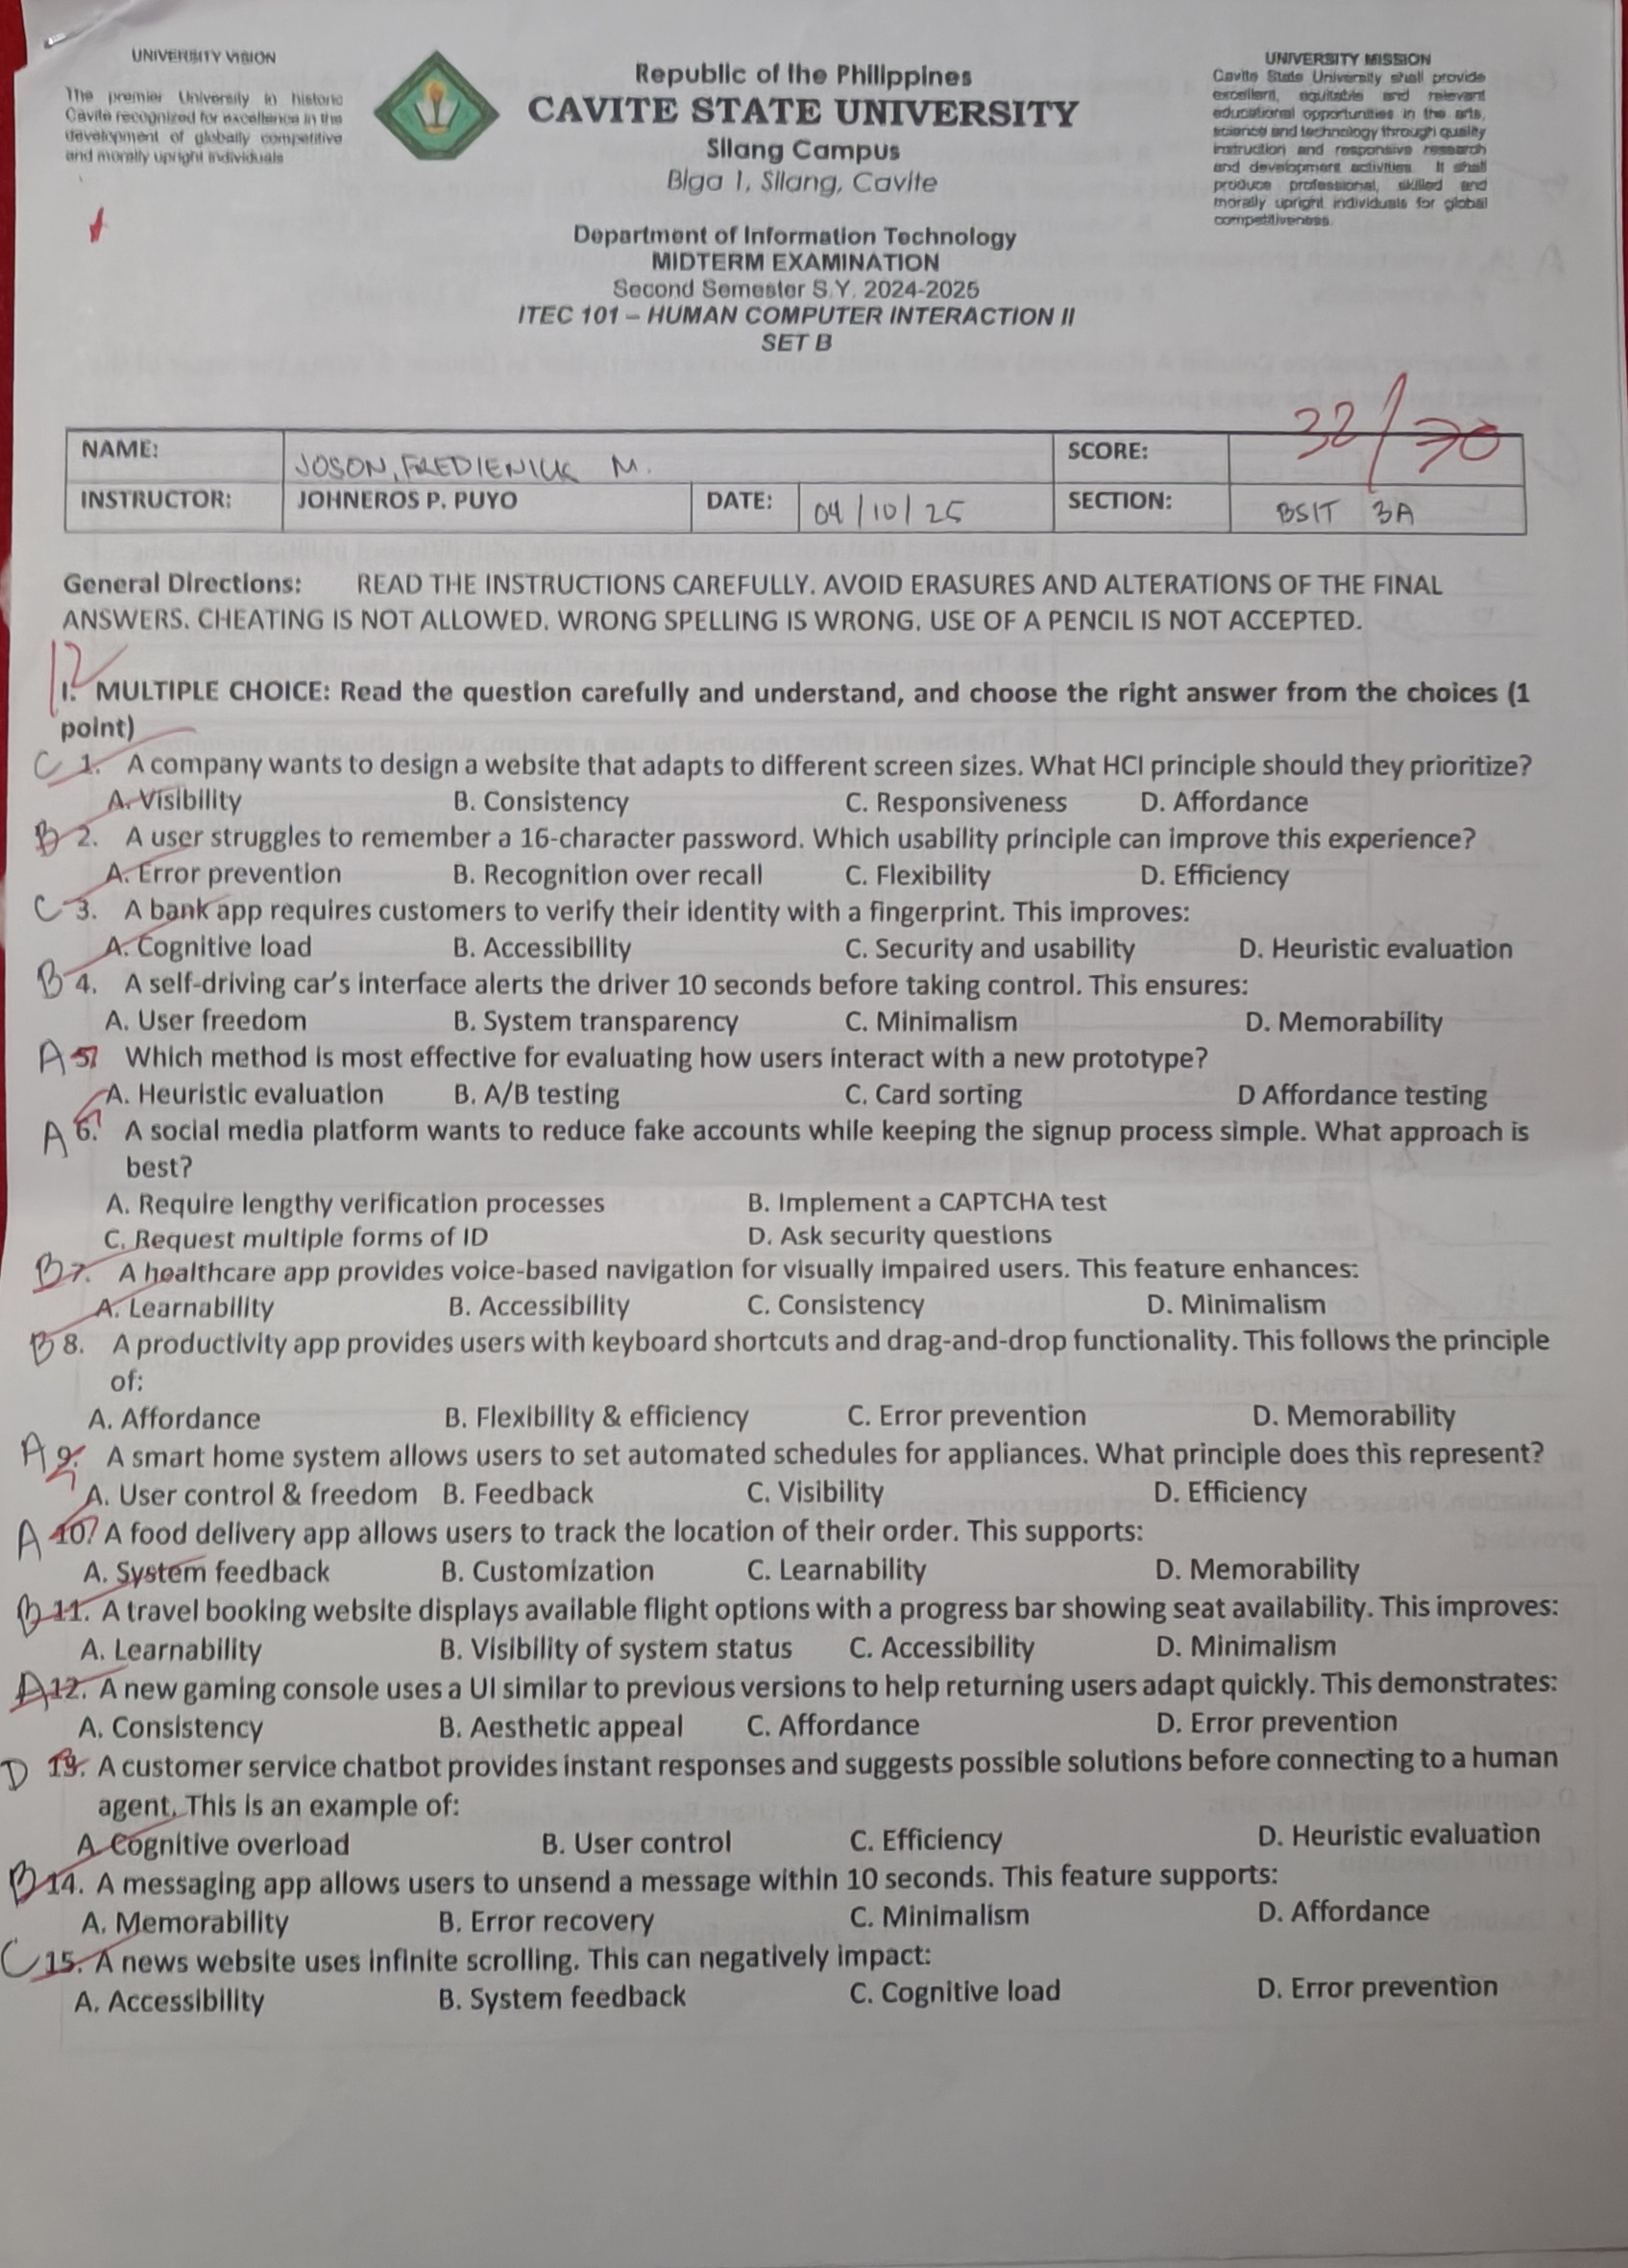 UNIVERSITY VISION
The premier University in historic
Cavite recognized for excellence in the
development of globally competitive
and morally upright individuals
Republic of the Philippines
CAVITE STATE UNIVERSITY
Silang Campus
Biga 1, Silang, Cavite
UNIVERSITY MISSION
Cavite State University shall provide
excellent, equitable and relevant
educational opportunities in the arts,
science and technology through quality
instruction and responsive research
and development activities. It shall
produce professional, skilled and
morally upright individuals for global
competitiveness.
Department of Information Technology
MIDTERM EXAMINATION
Second Semester S.Y. 2024-2025
ITEC 101 – HUMAN COMPUTER INTERACTION II
SET B
NAME: JOSON, FREDIENICK M. SCORE: 32/70
INSTRUCTOR: JOHNEROS P. PUYO DATE: 04/10/25 SECTION: BSIT 3A
General Directions: READ THE INSTRUCTIONS CAREFULLY. AVOID ERASURES AND ALTERATIONS OF THE FINAL
ANSWERS. CHEATING IS NOT ALLOWED. WRONG SPELLING IS WRONG. USE OF A PENCIL IS NOT ACCEPTED.
12
I. MULTIPLE CHOICE: Read the question carefully and understand, and choose the right answer from the choices (1
point)
C 1. A company wants to design a website that adapts to different screen sizes. What HCI principle should they prioritize?
A. Visibility B. Consistency C. Responsiveness D. Affordance
B 2. A user struggles to remember a 16-character password. Which usability principle can improve this experience?
A. Error prevention B. Recognition over recall C. Flexibility D. Efficiency
C 3. A bank app requires customers to verify their identity with a fingerprint. This improves:
A. Cognitive load B. Accessibility C. Security and usability D. Heuristic evaluation
B 4. A self-driving car's interface alerts the driver 10 seconds before taking control. This ensures:
A. User freedom B. System transparency C. Minimalism D. Memorability
A 5. Which method is most effective for evaluating how users interact with a new prototype?
A. Heuristic evaluation B. A/B testing C. Card sorting D Affordance testing
A 6. A social media platform wants to reduce fake accounts while keeping the signup process simple. What approach is
best?
A. Require lengthy verification processes B. Implement a CAPTCHA test
C. Request multiple forms of ID D. Ask security questions
B 7. A healthcare app provides voice-based navigation for visually impaired users. This feature enhances:
A. Learnability B. Accessibility C. Consistency D. Minimalism
B 8. A productivity app provides users with keyboard shortcuts and drag-and-drop functionality. This follows the principle
of:
A. Affordance B. Flexibility & efficiency C. Error prevention D. Memorability
A 9. A smart home system allows users to set automated schedules for appliances. What principle does this represent?
A. User control & freedom B. Feedback C. Visibility D. Efficiency
A 10. A food delivery app allows users to track the location of their order. This supports:
A. System feedback B. Customization C. Learnability D. Memorability
B 11. A travel booking website displays available flight options with a progress bar showing seat availability. This improves:
A. Learnability B. Visibility of system status C. Accessibility D. Minimalism
A 12. A new gaming console uses a UI similar to previous versions to help returning users adapt quickly. This demonstrates:
A. Consistency B. Aesthetic appeal C. Affordance D. Error prevention
D 13. A customer service chatbot provides instant responses and suggests possible solutions before connecting to a human
agent. This is an example of:
A. Cognitive overload B. User control C. Efficiency D. Heuristic evaluation
B 14. A messaging app allows users to unsend a message within 10 seconds. This feature supports:
A. Memorability B. Error recovery C. Minimalism D. Affordance
C 15. A news website uses infinite scrolling. This can negatively impact:
A. Accessibility B. System feedback C. Cognitive load D. Error prevention